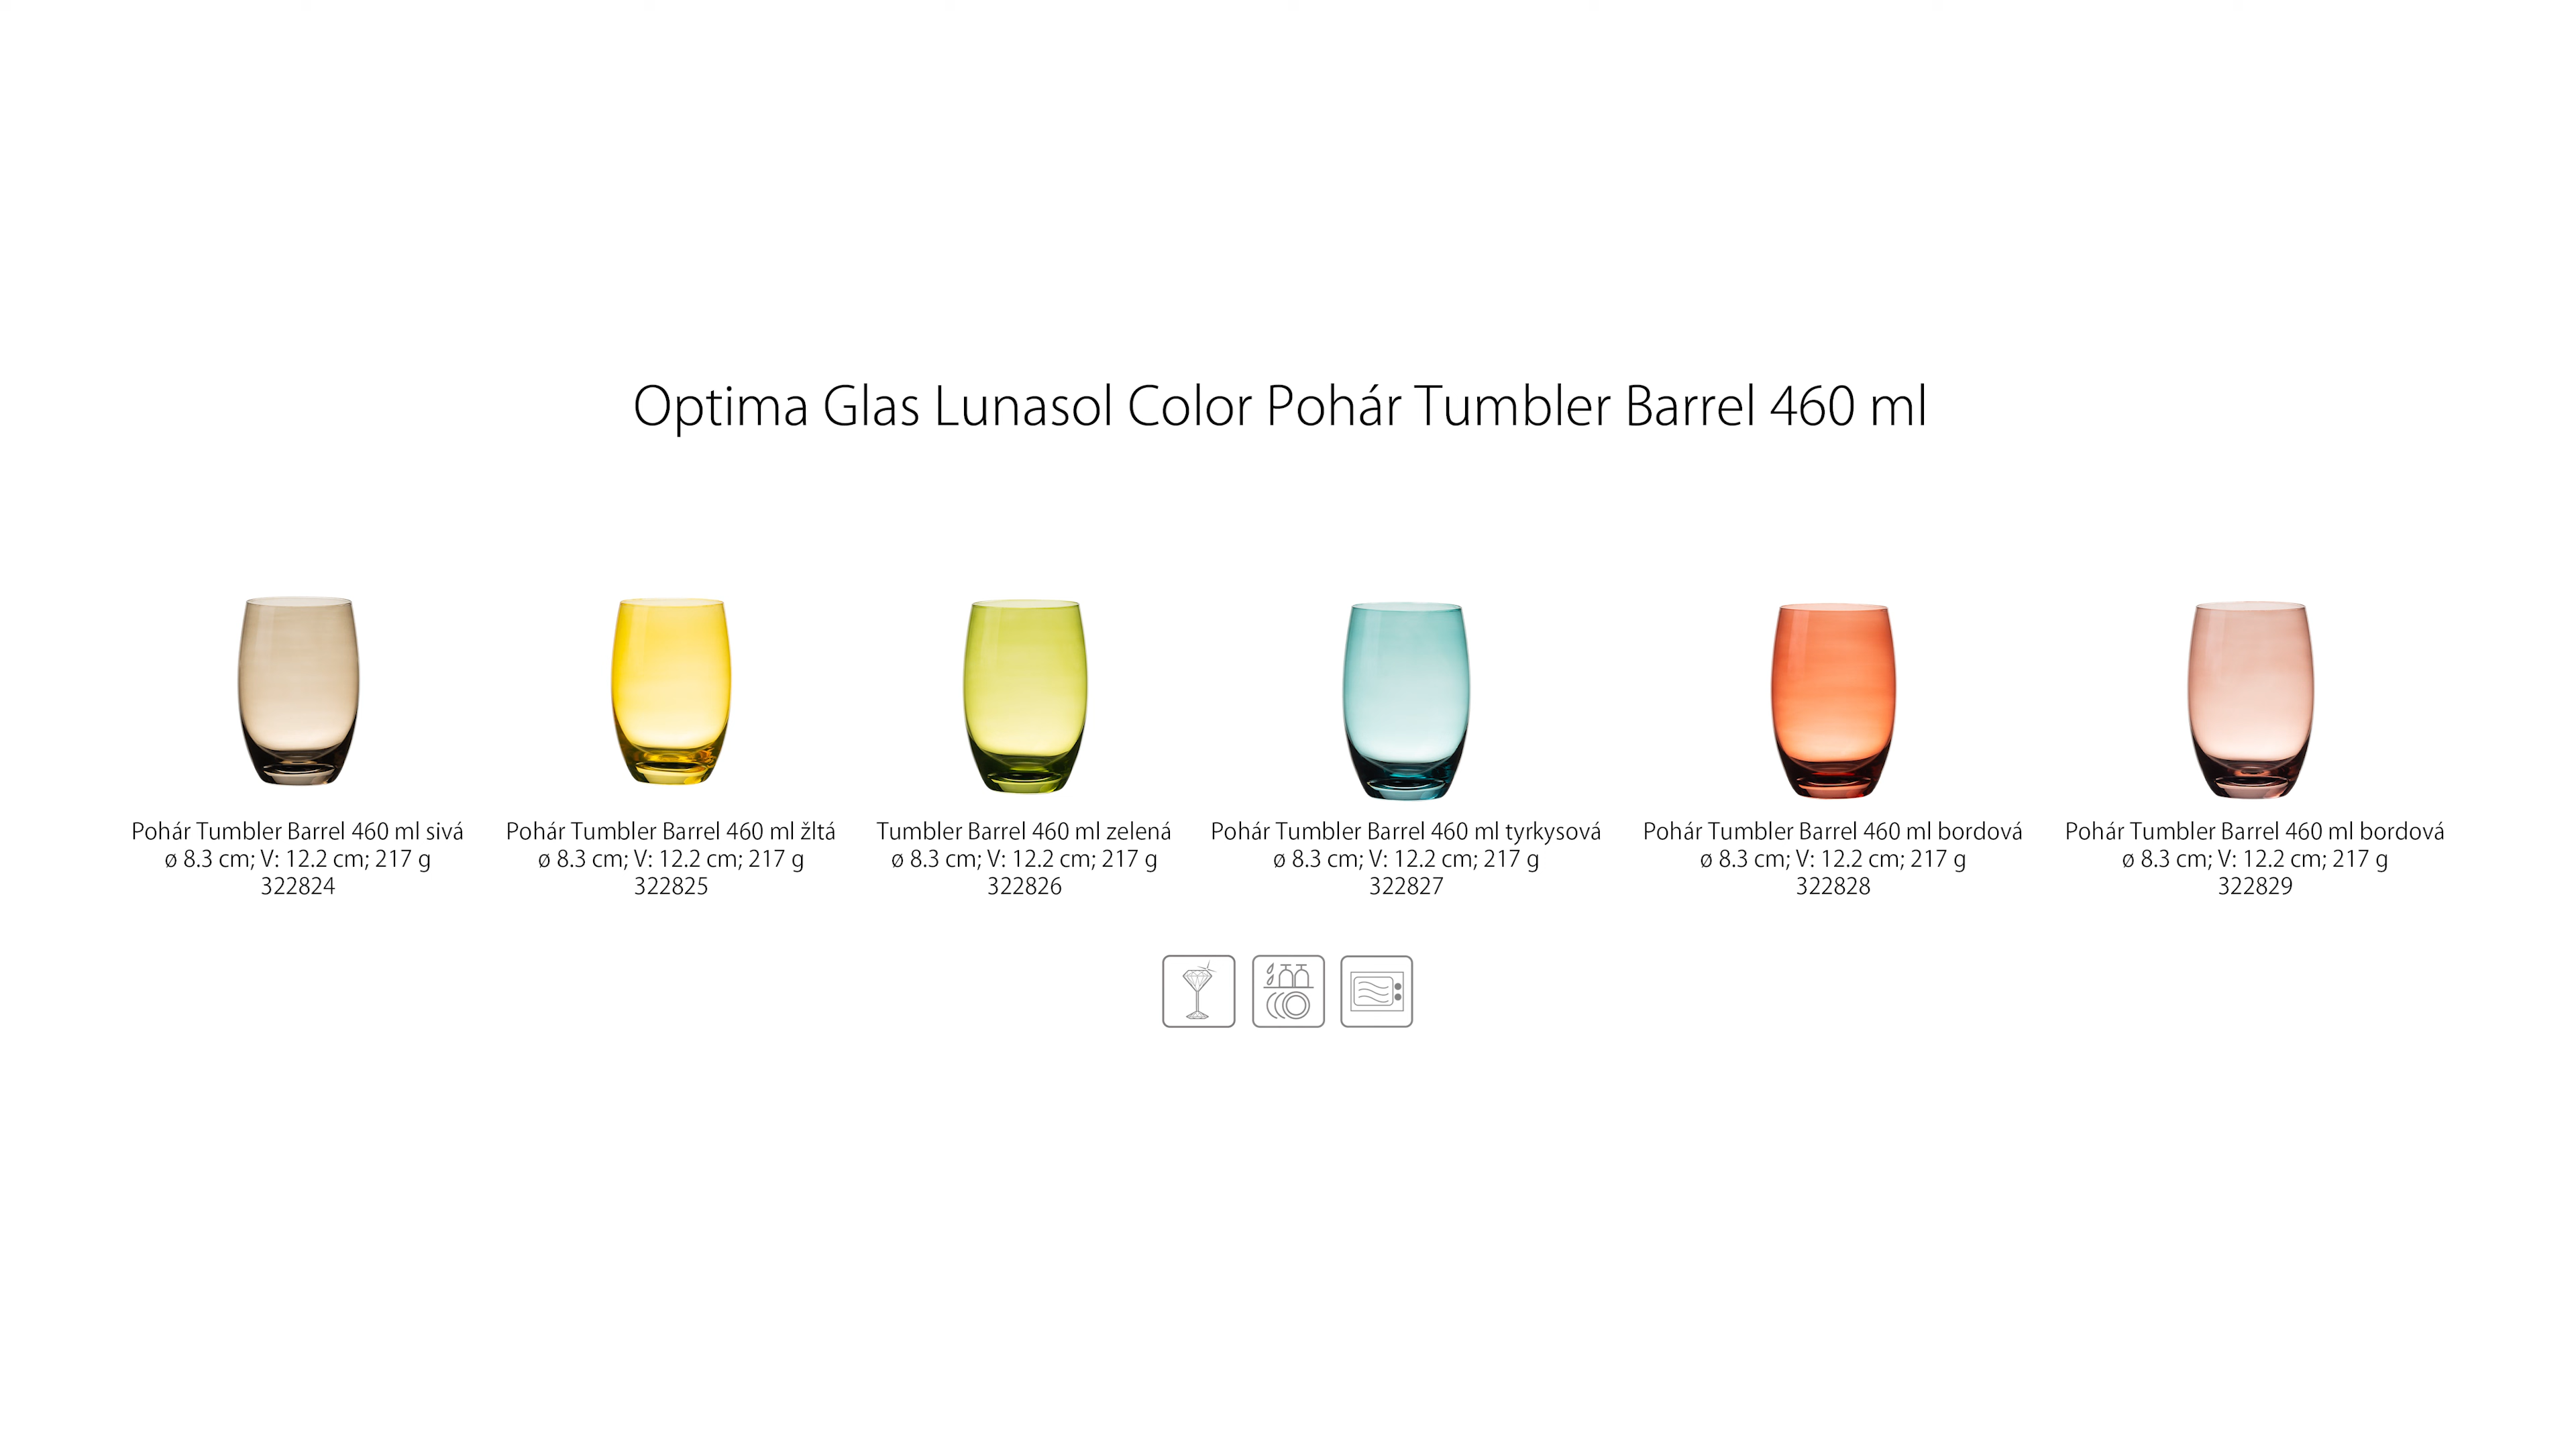 Optima Glas Lunasol Color Pohár Tumbler Barrel 460 ml
Pohár Tumbler Barrel 460 ml sivá
ø 8.3 cm; V: 12.2 cm; 217 g
322824
Pohár Tumbler Barrel 460 ml žltá
ø 8.3 cm; V: 12.2 cm; 217 g
322825
Tumbler Barrel 460 ml zelená
ø 8.3 cm; V: 12.2 cm; 217 g
322826
Pohár Tumbler Barrel 460 ml tyrkysová
ø 8.3 cm; V: 12.2 cm; 217 g
322827
Pohár Tumbler Barrel 460 ml bordová
ø 8.3 cm; V: 12.2 cm; 217 g
322828
Pohár Tumbler Barrel 460 ml bordová
ø 8.3 cm; V: 12.2 cm; 217 g
322829